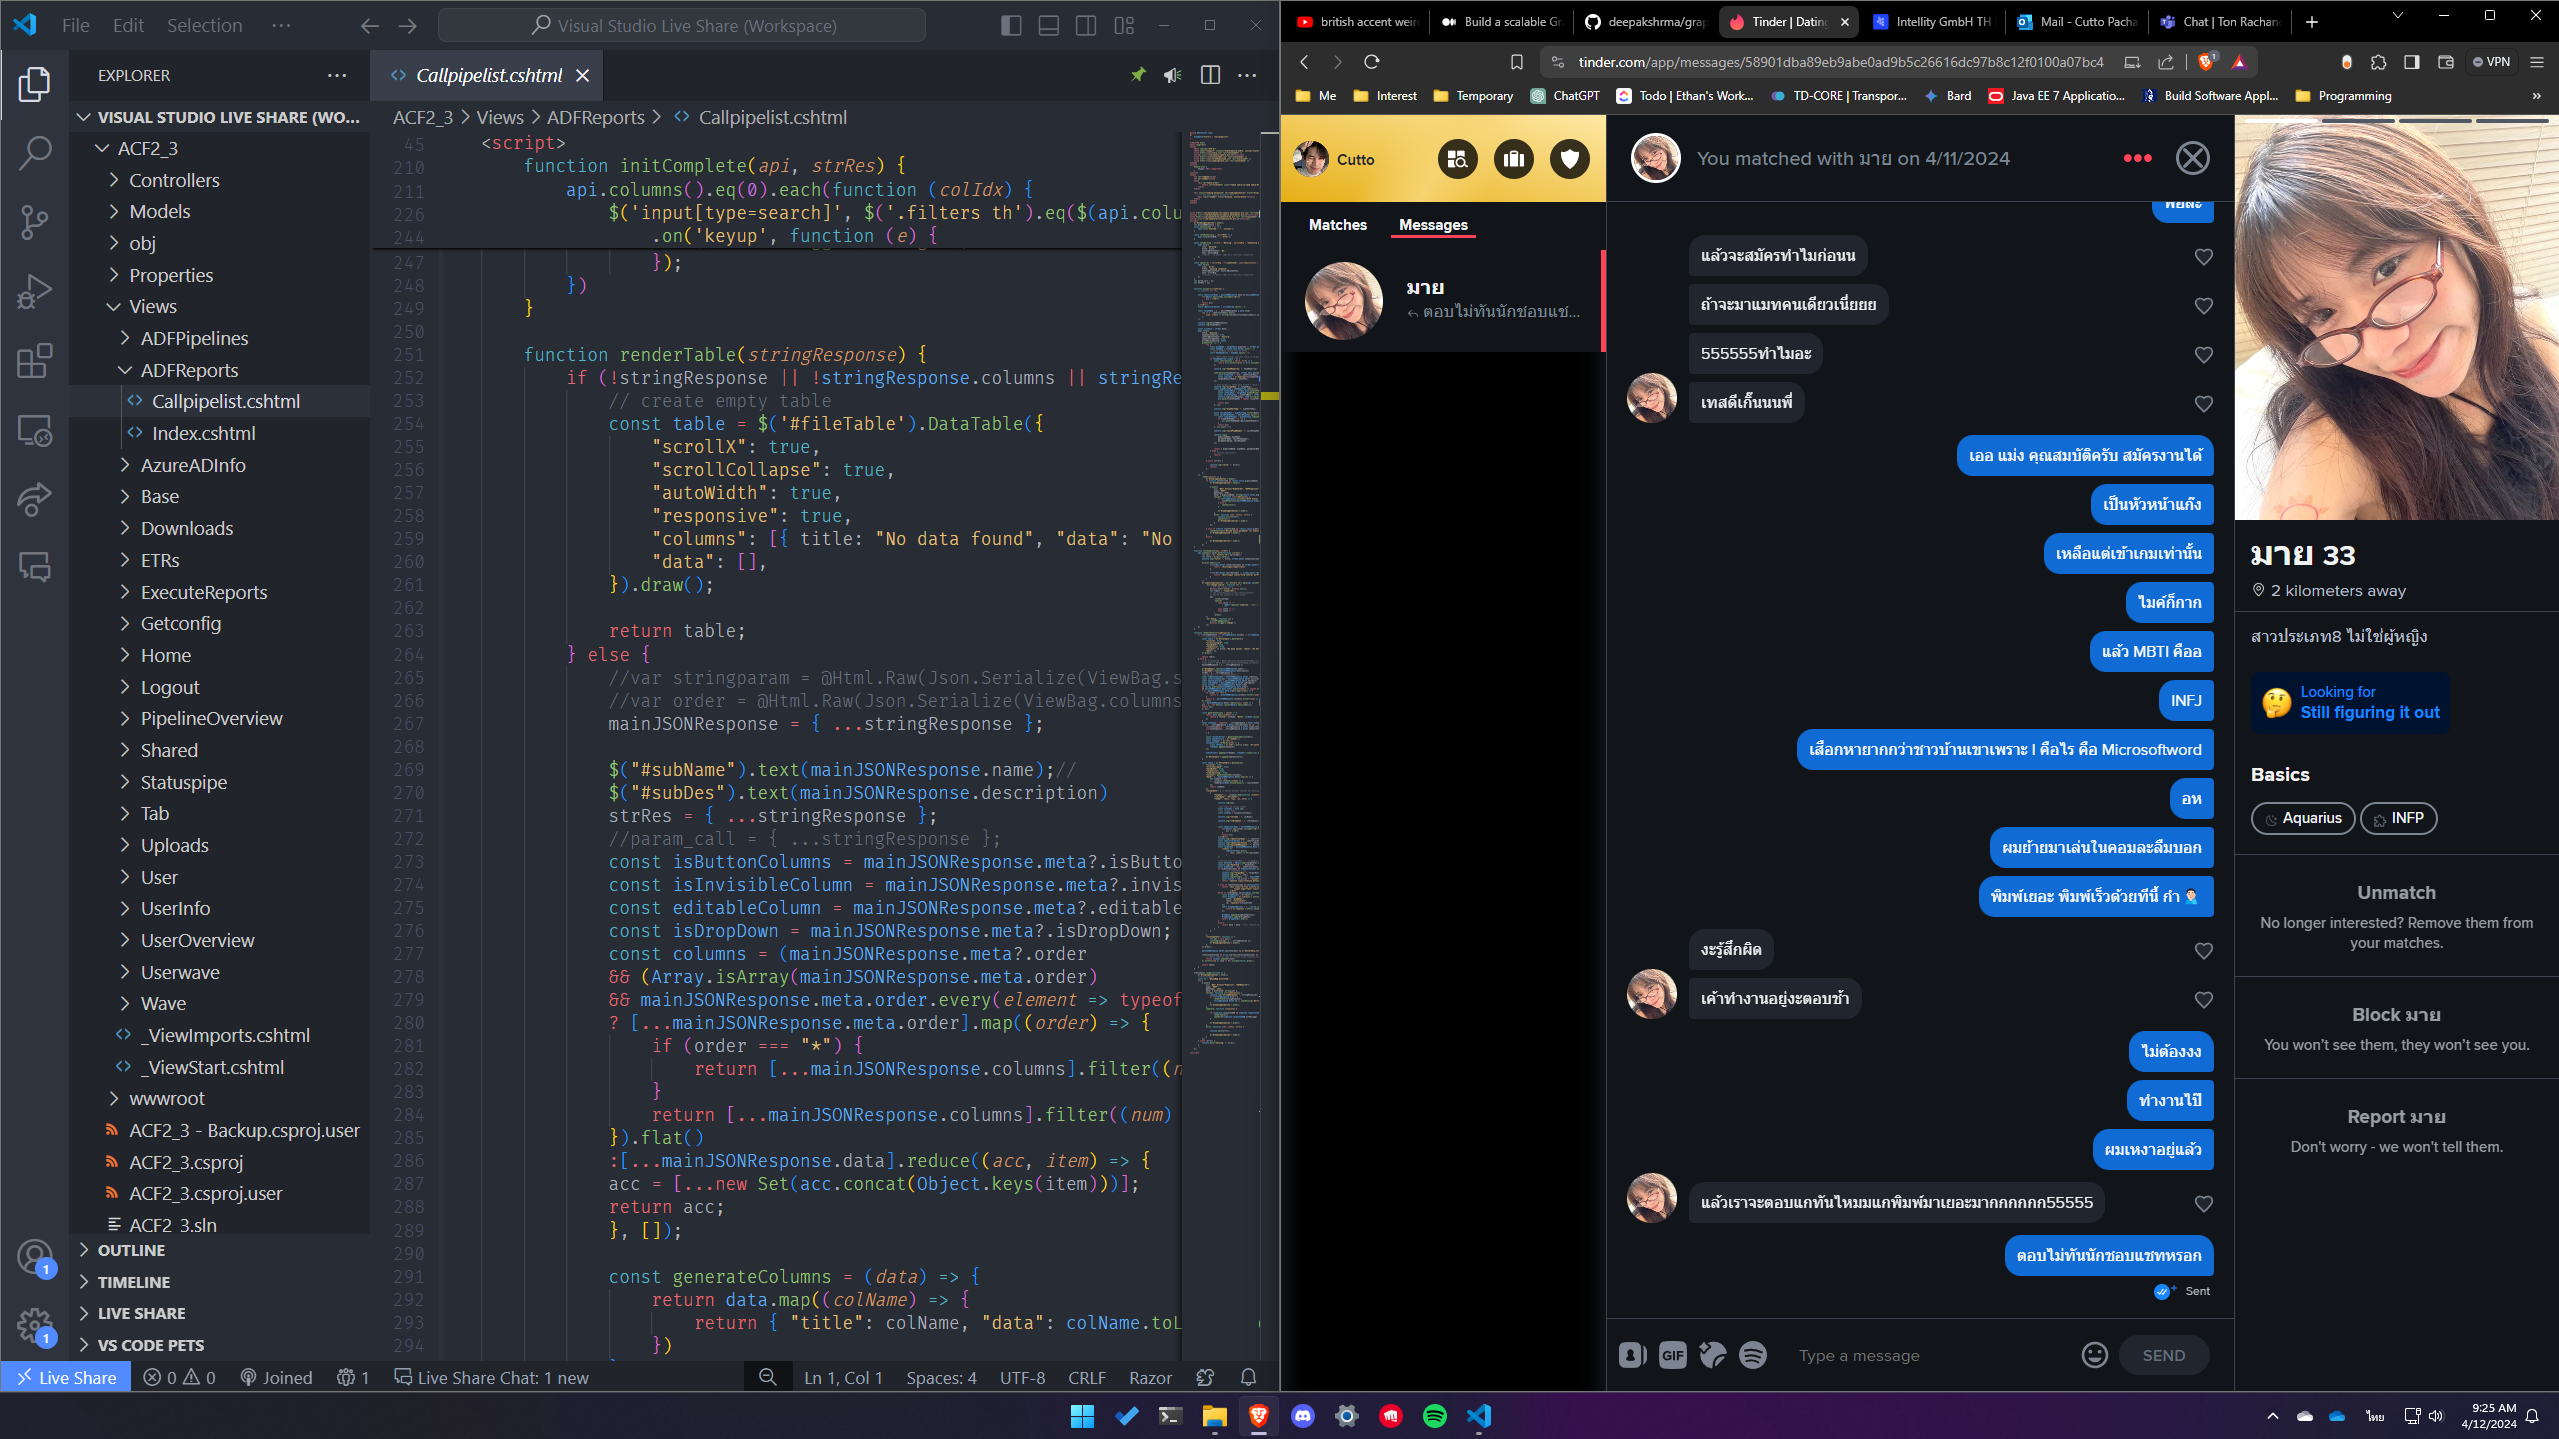 File Edit Selection ···
Visual Studio Live Share (Workspace)
EXPLORER
VISUAL STUDIO LIVE SHARE (WO...
ACF2_3
Controllers
Models
obj
Properties
Views
ADFPipelines
ADFReports
Callpipelist.cshtml
Index.cshtml
AzureADInfo
Base
Downloads
ETRs
ExecuteReports
Getconfig
Home
Logout
PipelineOverview
Shared
Statuspipe
Tab
Uploads
User
UserInfo
UserOverview
Userwave
Wave
_ViewImports.cshtml
_ViewStart.cshtml
wwwroot
ACF2_3 - Backup.csproj.user
ACF2_3.csproj
ACF2_3.csproj.user
ACF2_3.sln
OUTLINE
TIMELINE
LIVE SHARE
VS CODE PETS
1
1
Callpipelist.cshtml
ACF2_3 > Views > ADFReports > Callpipelist.cshtml
45 <script>
210 function initComplete(api, strRes) {
211 api.columns().eq(0).each(function (colIdx) {
226 $('input[type=search]', $('.filters th').eq($(api.colu
244 .on('keyup', function (e) {
247 });
248 })
249 }
250
251 function renderTable(stringResponse) {
252 if (!stringResponse || !stringResponse.columns || stringRe
253 // create empty table
254 const table = $('#fileTable').DataTable({
255 "scrollX": true,
256 "scrollCollapse": true,
257 "autoWidth": true,
258 "responsive": true,
259 "columns": [{ title: "No data found", "data": "No
260 "data": [],
261 }).draw();
262
263 return table;
264 } else {
265 //var stringparam = @Html.Raw(Json.Serialize(ViewBag.s
266 //var order = @Html.Raw(Json.Serialize(ViewBag.columns
267 mainJSONResponse = { ...stringResponse };
268
269 $("#subName").text(mainJSONResponse.name);//
270 $("#subDes").text(mainJSONResponse.description)
271 strRes = { ...stringResponse };
272 //param_call = { ...stringResponse };
273 const isButtonColumns = mainJSONResponse.meta?.isButto
274 const isInvisibleColumn = mainJSONResponse.meta?.invis
275 const editableColumn = mainJSONResponse.meta?.editable
276 const isDropDown = mainJSONResponse.meta?.isDropDown;
277 const columns = (mainJSONResponse.meta?.order
278 && (Array.isArray(mainJSONResponse.meta.order)
279 && mainJSONResponse.meta.order.every(element => typeof
280 ? [...mainJSONResponse.meta.order].map((order) => {
281 if (order === "*") {
282 return [...mainJSONResponse.columns].filter((n
283 }
284 return [...mainJSONResponse.columns].filter((num)
285 }).flat()
286 :[...mainJSONResponse.data].reduce((acc, item) => {
287 acc = [...new Set(acc.concat(Object.keys(item)))];
288 return acc;
289 }, []);
290
291 const generateColumns = (data) => {
292 return data.map((colName) => {
293 return { "title": colName, "data": colName.toL
294 })
Live Share 0 0 Joined 1 Live Share Chat: 1 new Ln 1, Col 1 Spaces: 4 UTF-8 CRLF Razor
british accent weir Build a scalable Gr deepakshrma/grap Tinder | Dating Intellity GmbH TH Mail - Cutto Pacha Chat | Ton Rachan
tinder.com/app/messages/58901dba89eb9abe0ad9b5c26616dc97b8c12f0100a07bc4
1
VPN
Me Interest Temporary ChatGPT Todo | Ethan's Work... TD-CORE | Transpor... Bard Java EE 7 Applicatio... Build Software Appl... Programming
Cutto
Matches Messages
มาย
ตอบไม่ทันนักชอบแช่...
You matched with มาย on 4/11/2024
แล้วจะสมัครทำไมก่อนน
ถ้าจะมาแมทคนเดียวเนี่ยยย
555555ทำไมอะ
เทสดีเกิ๊นนนพี่
เออ แม่ง คุณสมบัติครับ สมัครงานได้
เป็นหัวหน้าแก๊ง
เหลือแต่เข้าเกมเท่านั้น
ไมค์ก็กาก
แล้ว MBTI คืออ
INFJ
เสือกหายากกว่าชาวบ้านเขาเพราะ I คือไร คือ Microsoftword
อห
ผมย้ายมาเล่นในคอมละลืมบอก
พิมพ์เยอะ พิมพ์เร็วด้วยทีนี้ กำ 🤦🏻‍♂️
งะรู้สึกผิด
เค้าทำงานอยู่งะตอบช้า
ไม่ต้องงง
ทำงานไป๊
ผมเหงาอยู่แล้ว
แล้วเราจะตอบแกทันไหมมแกพิมพ์มาเยอะมากกกกกก55555
ตอบไม่ทันนักชอบแชทหรอก
Sent
GIF Type a message SEND
มาย 33
2 kilometers away
สาวประเภท8 ไม่ใช่ผู้หญิง
Looking for
🤔 Still figuring it out
Basics
Aquarius INFP
Unmatch
No longer interested? Remove them from
your matches.
Block มาย
You won't see them, they won't see you.
Report มาย
Don't worry - we won't tell them.
ไทย
9:25 AM
4/12/2024